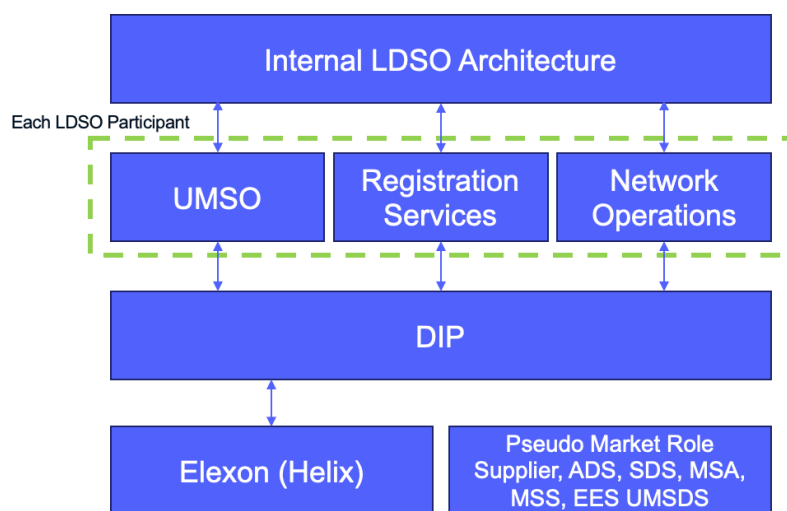 Internal LDSO Architecture
Each LDSO Participant
UMSO
Registration
Services
Network
Operations
DIP
Elexon (Helix)
Pseudo Market Role
Supplier, ADS, SDS, MSA,
MSS, EES UMSDS